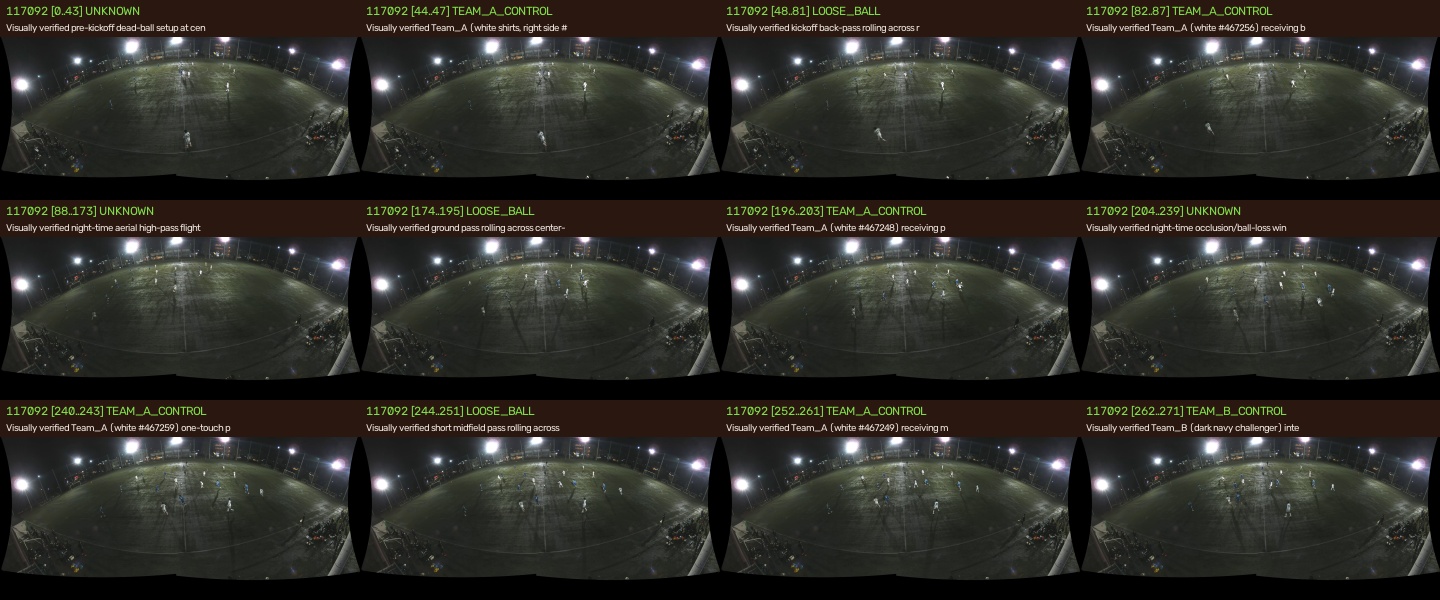 117092 [0..43] UNKNOWN
Visually verified pre-kickoff dead-ball setup at cen
117092 [44..47] TEAM_A_CONTROL
Visually verified Team_A (white shirts, right side #
117092 [48..81] LOOSE_BALL
Visually verified kickoff back-pass rolling across r
117092 [82..87] TEAM_A_CONTROL
Visually verified Team_A (white #467256) receiving b
117092 [88..173] UNKNOWN
Visually verified night-time aerial high-pass flight
117092 [174..195] LOOSE_BALL
Visually verified ground pass rolling across center-
117092 [196..203] TEAM_A_CONTROL
Visually verified Team_A (white #467248) receiving p
117092 [204..239] UNKNOWN
Visually verified night-time occlusion/ball-loss win
117092 [240..243] TEAM_A_CONTROL
Visually verified Team_A (white #467259) one-touch p
117092 [244..251] LOOSE_BALL
Visually verified short midfield pass rolling across
117092 [252..261] TEAM_A_CONTROL
Visually verified Team_A (white #467249) receiving m
117092 [262..271] TEAM_B_CONTROL
Visually verified Team_B (dark navy challenger) inte